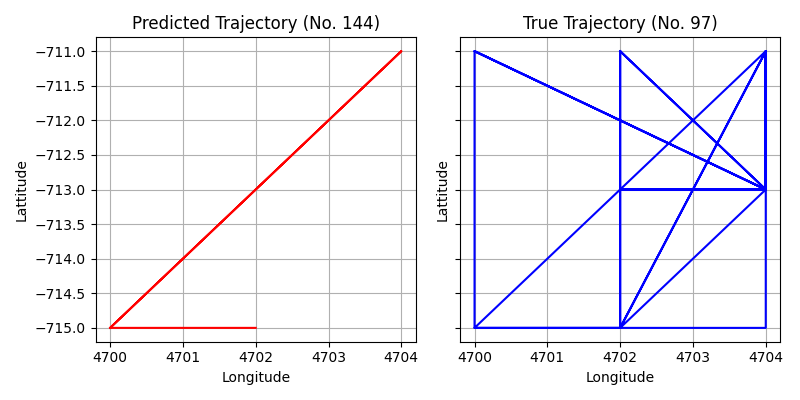 Predicted Trajectory (No. 144)
True Trajectory (No. 97)
−711.0
−711.5
−712.0
−712.5
−713.0
−713.5
−714.0
−714.5
−715.0
Lattitude
Lattitude
4700 4701 4702 4703 4704
4700 4701 4702 4703 4704
Longitude
Longitude